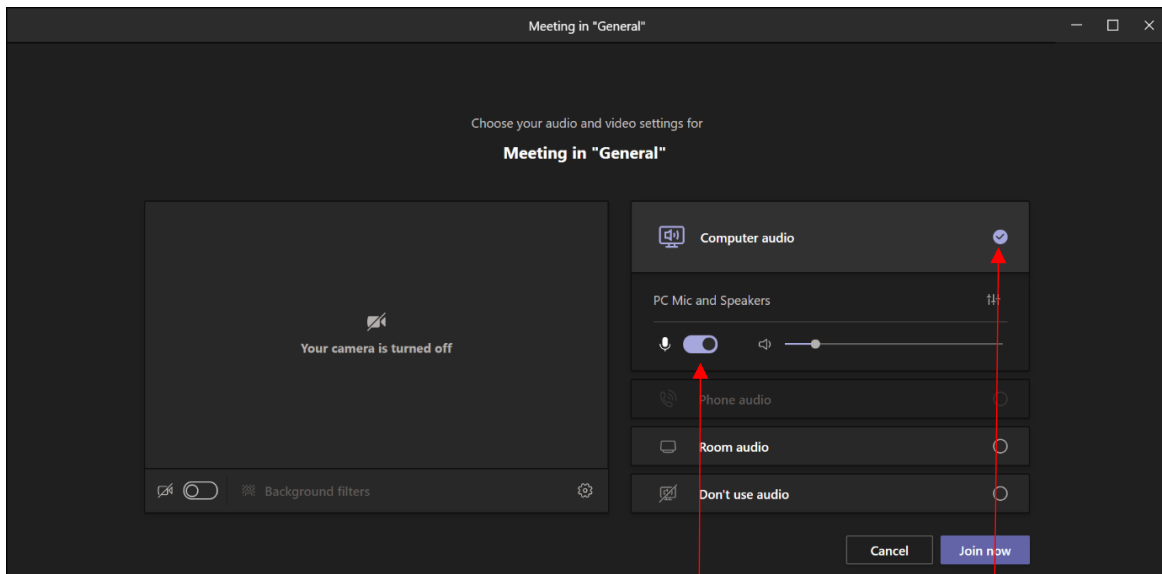 Meeting in "General"
Choose your audio and video settings for
Meeting in "General"
Your camera is turned off
Background filters
Computer audio
PC Mic and Speakers
Phone audio
Room audio
Don't use audio
Cancel
Join now